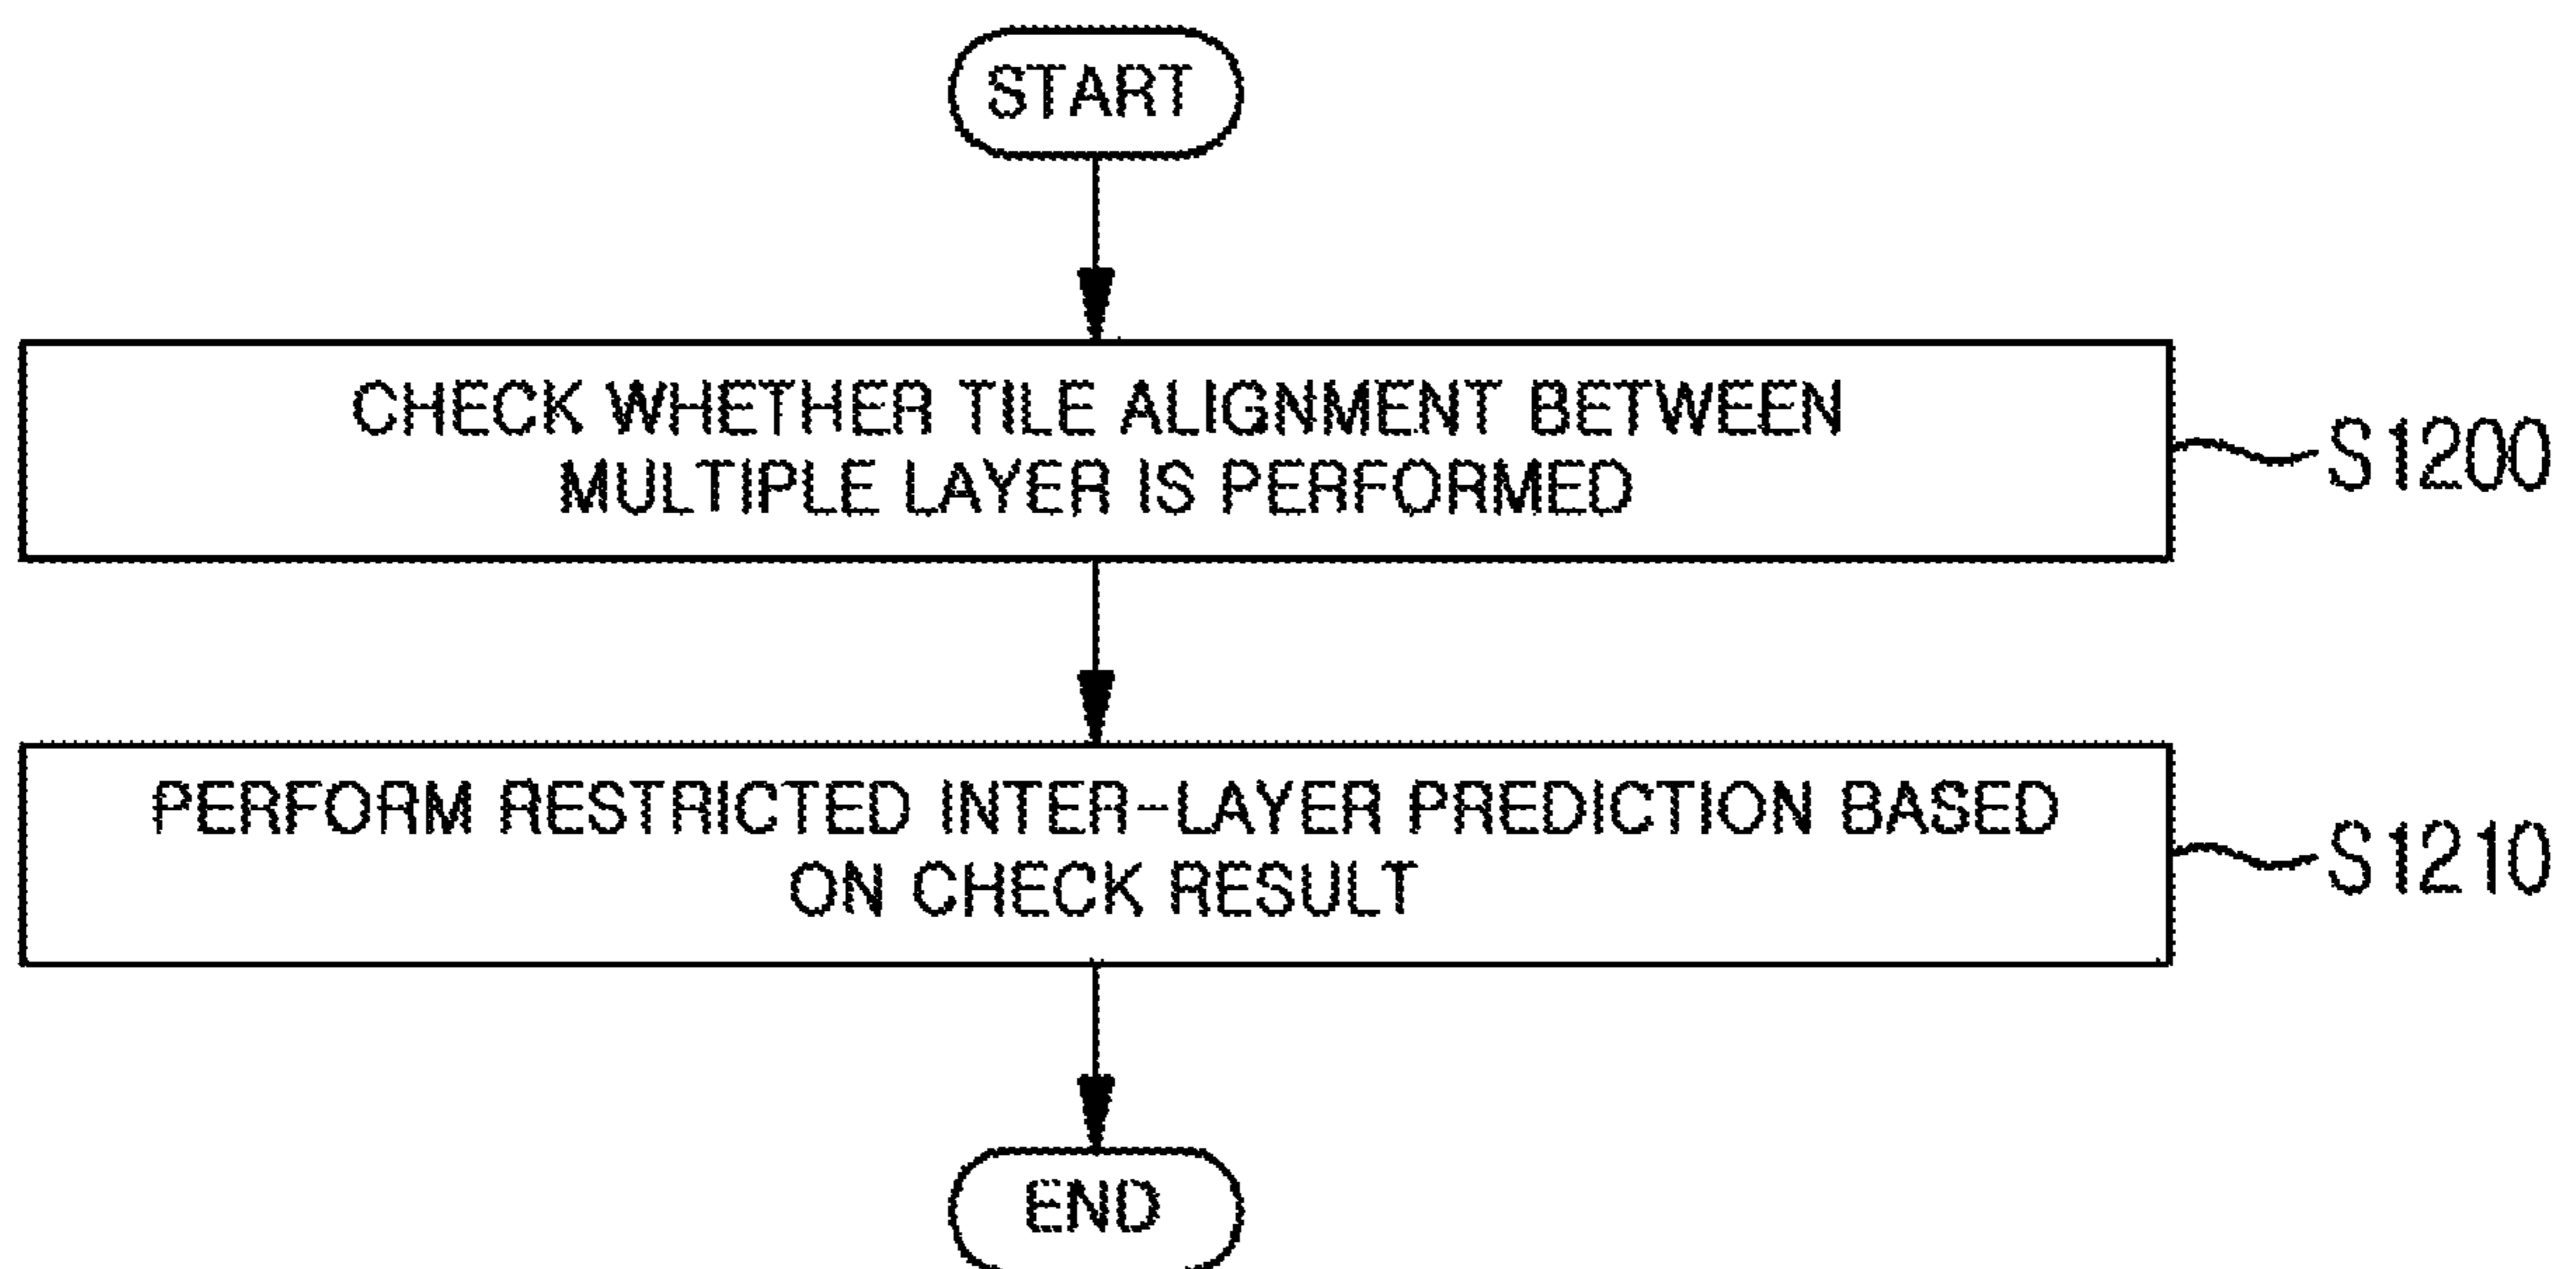 START
CHECK WHETHER TILE ALIGNMENT BETWEEN
MULTIPLE LAYER IS PERFORMED
S1200
PERFORM RESTRICTED INTER-LAYER PREDICTION BASED
ON CHECK RESULT
S1210
END